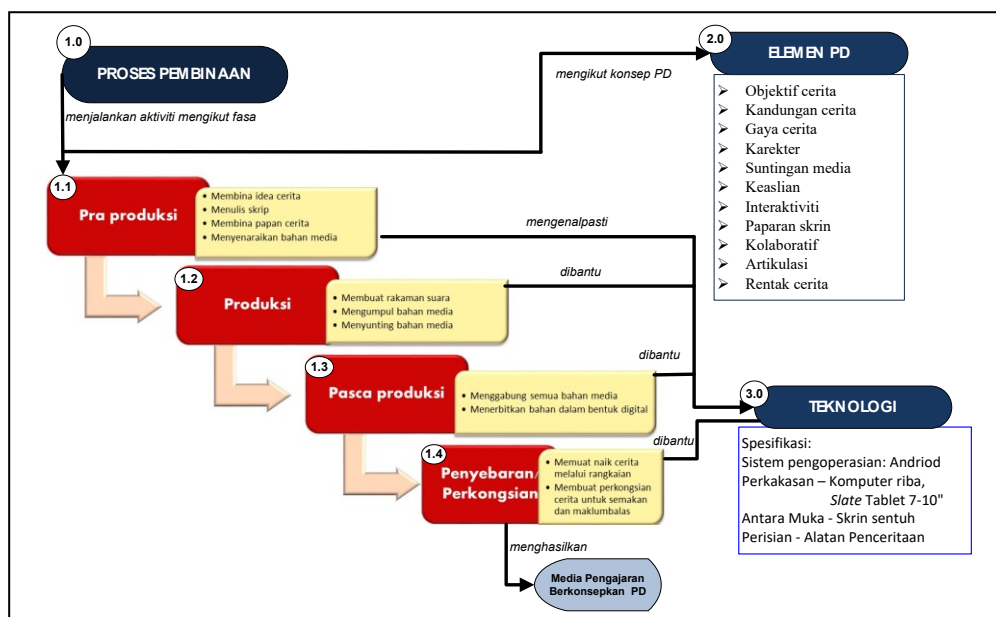 1.0
PROSES PEMBINAAN
menjalankan aktiviti mengikut fasa
mengikut konsep PD
2.0
ELEMEN PD
➢ Objektif cerita
➢ Kandungan cerita
➢ Gaya cerita
➢ Karekter
➢ Suntingan media
➢ Keaslian
➢ Interaktiviti
➢ Paparan skrin
➢ Kolaboratif
➢ Artikulasi
➢ Rentak cerita
1.1
Pra produksi
• Membina idea cerita
• Menulis skrip
• Membina papan cerita
• Menyenaraikan bahan media
mengenalpasti
1.2
Produksi
• Membuat rakaman suara
• Mengumpul bahan media
• Menyunting bahan media
dibantu
1.3
Pasca produksi
• Menggabung semua bahan media
• Menerbitkan bahan dalam bentuk digital
dibantu
1.4
Penyebaran/
Perkongsian
• Memuat naik cerita
melalui rangkaian
• Membuat perkongsian
cerita untuk semakan
dan maklumbalas
dibantu
3.0
TEKNOLOGI
Spesifikasi:
Sistem pengoperasian: Andriod
Perkakasan – Komputer riba,
Slate Tablet 7-10"
Antara Muka - Skrin sentuh
Perisian - Alatan Penceritaan
menghasilkan
Media Pengajaran
Berkonsepkan PD